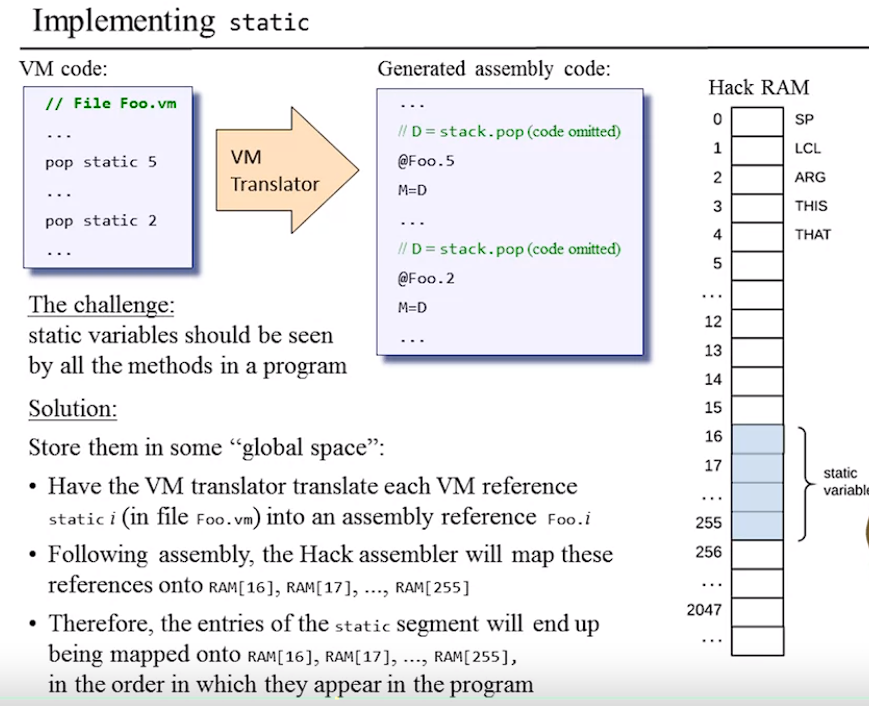 Implementing static
VM code:
// File Foo.vm
...
pop static 5
...
pop static 2
...
VM
Translator
Generated assembly code:
...
// D = stack.pop (code omitted)
@Foo.5
M=D
...
// D = stack.pop (code omitted)
@Foo.2
M=D
...
The challenge:
static variables should be seen
by all the methods in a program
Solution:
Store them in some “global space”:
• Have the VM translator translate each VM reference
static i (in file Foo.vm) into an assembly reference Foo.i
• Following assembly, the Hack assembler will map these
references onto RAM[16], RAM[17], ..., RAM[255]
• Therefore, the entries of the static segment will end up
being mapped onto RAM[16], RAM[17], ..., RAM[255],
in the order in which they appear in the program
Hack RAM
0 SP
1 LCL
2 ARG
3 THIS
4 THAT
5
...
12
13
14
15
16
17
...
255
256
...
2047
...
static